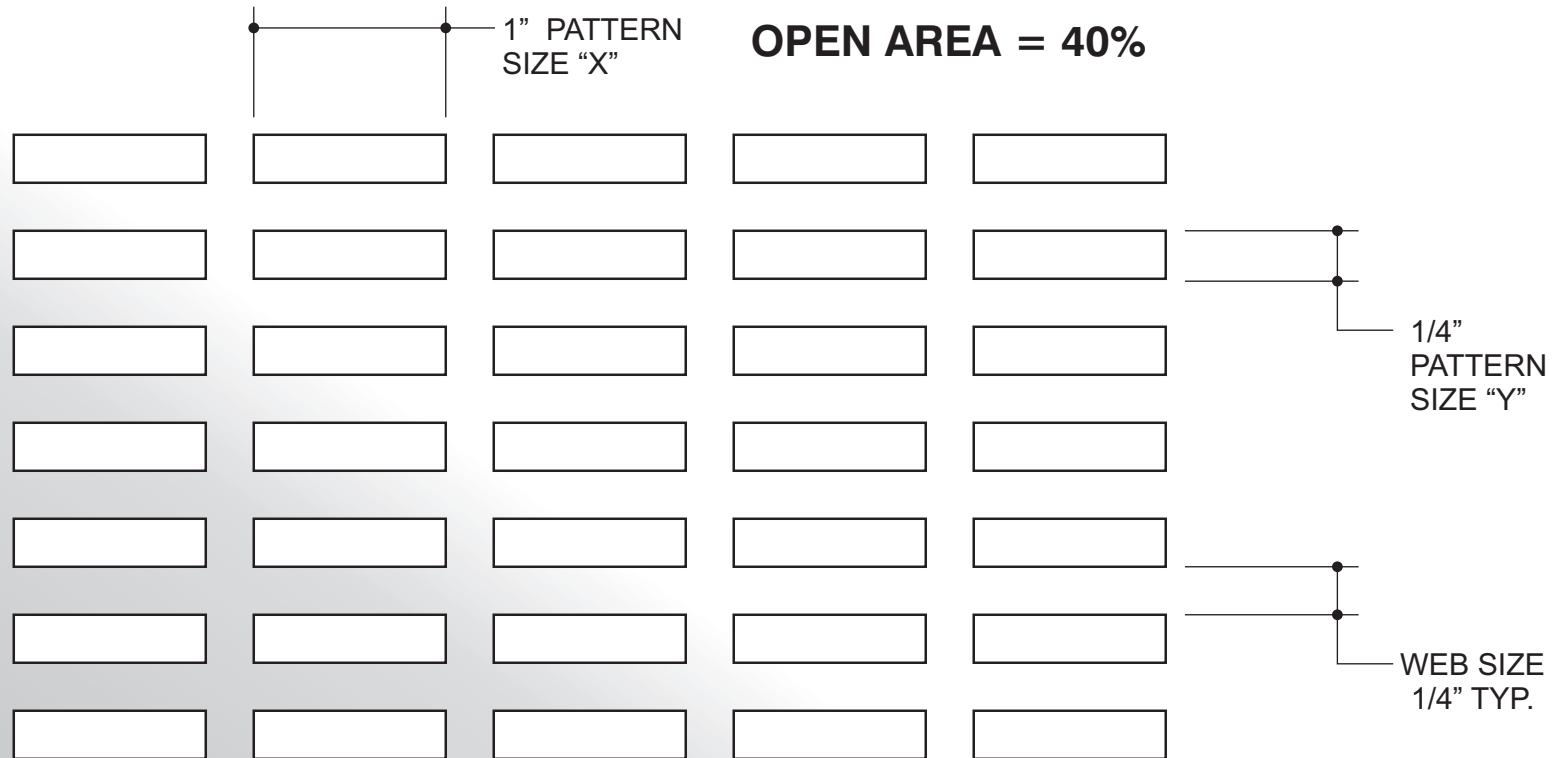 1” PATTERN
SIZE “X”
OPEN AREA = 40%
1/4”
PATTERN
SIZE “Y”
WEB SIZE
1/4” TYP.